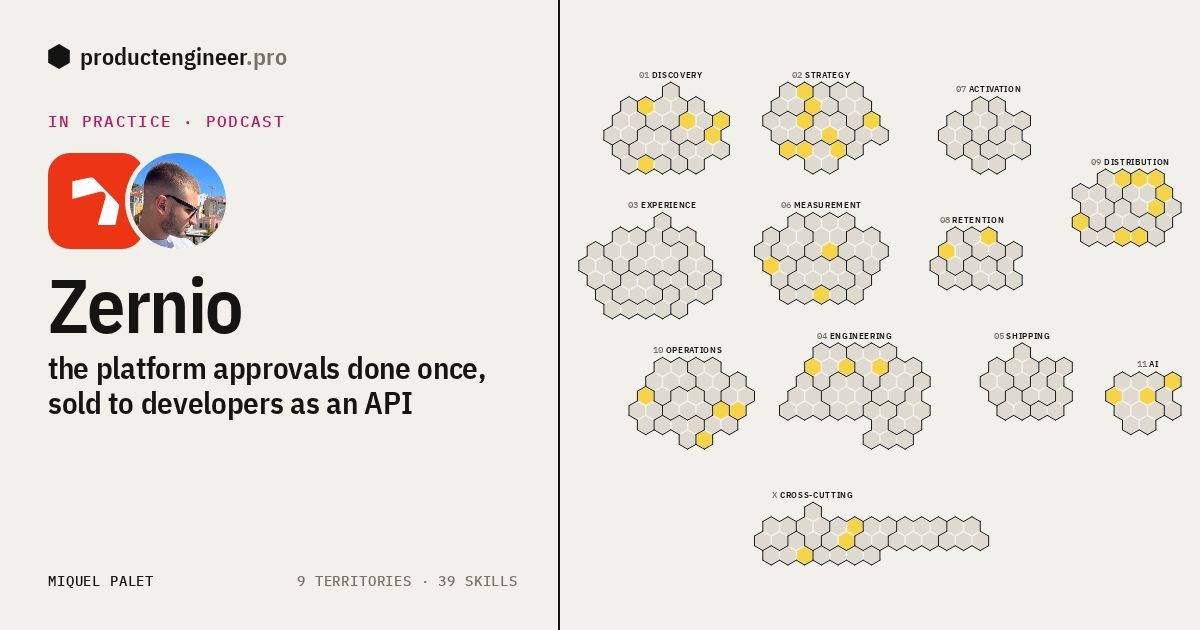 productengineer.pro
IN PRACTICE · PODCAST
Zernio
the platform approvals done once,
sold to developers as an API
MIQUEL PALET
9 TERRITORIES · 39 SKILLS
01 DISCOVERY
02 STRATEGY
07 ACTIVATION
09 DISTRIBUTION
03 EXPERIENCE
06 MEASUREMENT
08 RETENTION
10 OPERATIONS
04 ENGINEERING
05 SHIPPING
11 AI
X CROSS-CUTTING